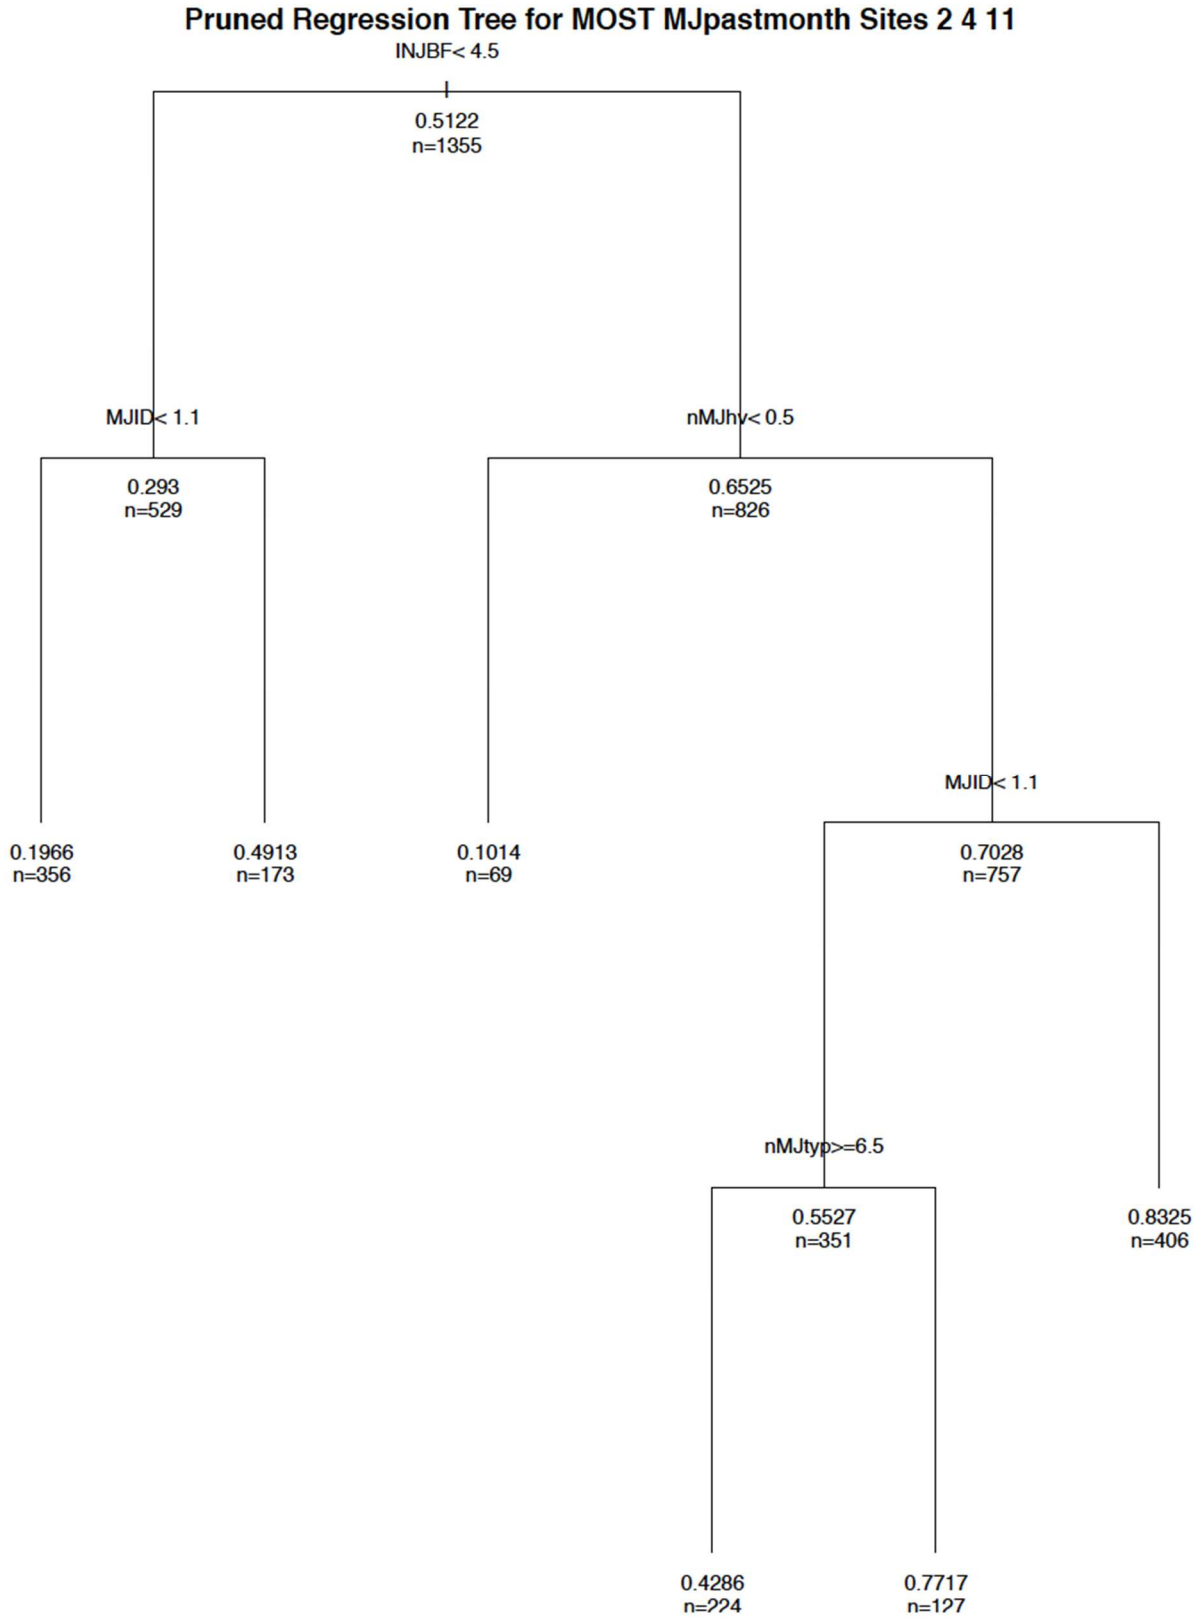 Pruned Regression Tree for MOST MJpastmonth Sites 2 4 11
INJBF< 4.5
0.5122
n=1355
MJID< 1.1
nMJhv< 0.5
0.293
n=529
0.6525
n=826
MJID< 1.1
0.1966
n=356
0.4913
n=173
0.1014
n=69
0.7028
n=757
nMJtyp>=6.5
0.5527
n=351
0.8325
n=406
0.4286
n=224
0.7717
n=127